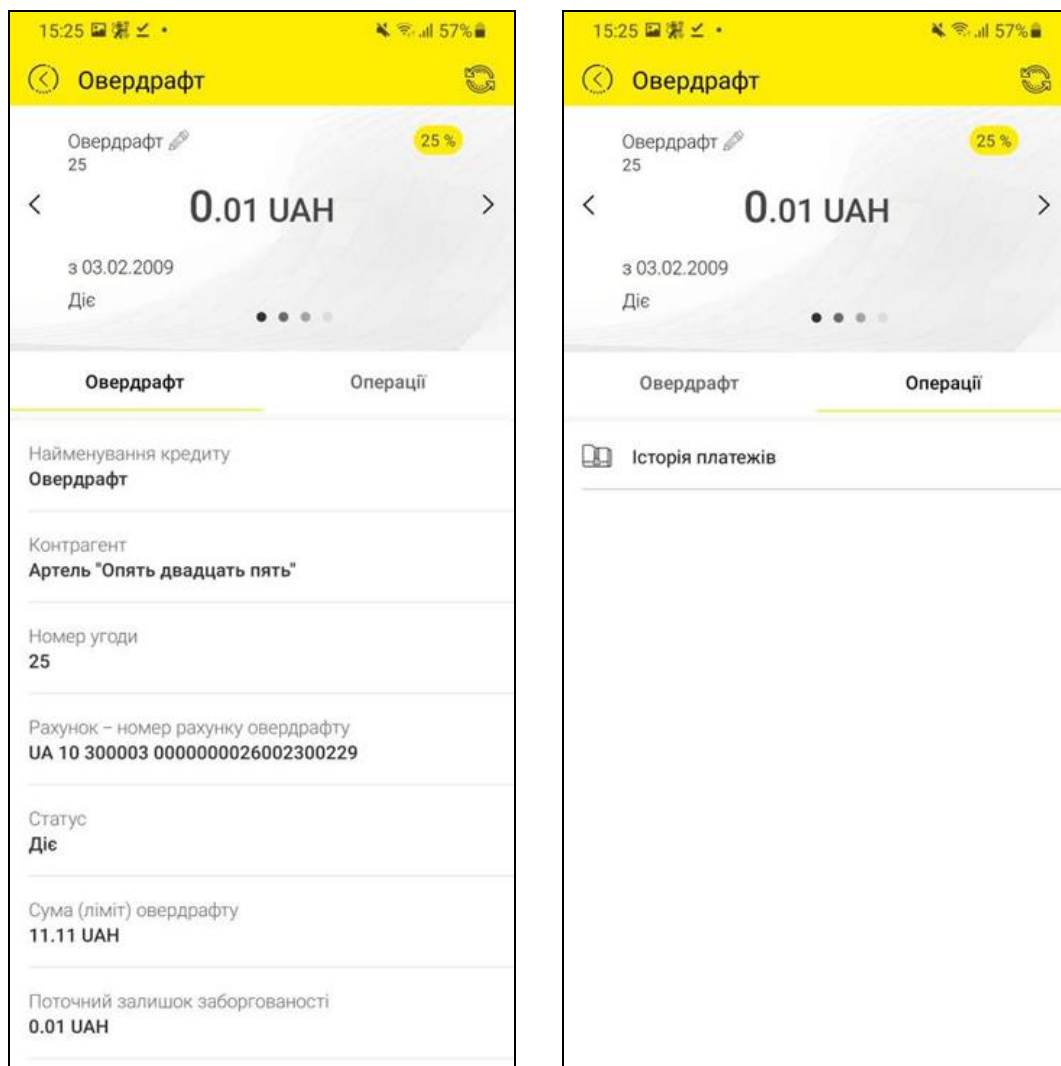 15:25
57%
Овердрафт
Овердрафт
25 %
25
0.01 UAH
з 03.02.2009
Діє
Овердрафт
Операції
Найменування кредиту
Овердрафт
Контрагент
Артель "Опять двадцать пять"
Номер угоди
25
Рахунок – номер рахунку овердрафту
UA 10 300003 0000000026002300229
Статус
Діє
Сума (ліміт) овердрафту
11.11 UAH
Поточний залишок заборгованості
0.01 UAH
15:25
57%
Овердрафт
Овердрафт
25 %
25
0.01 UAH
з 03.02.2009
Діє
Овердрафт
Операції
Історія платежів